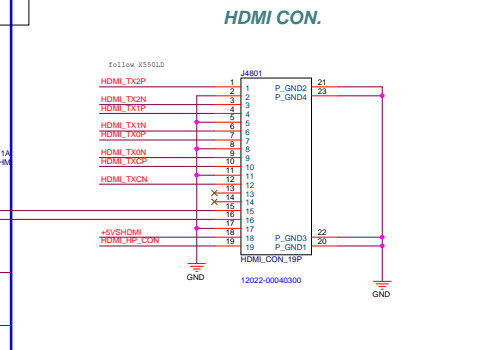 HDMI CON.
follow X550LD
J4801
HDMI_TX2P
HDMI_TX2N
HDMI_TX1P
HDMI_TX1N
HDMI_TX0P
HDMI_TX0N
HDMI_TXCP
HDMI_TXCN
+5VSHDMI
HDMI_HP_CON
1
2
3
4
5
6
7
8
9
10
11
12
13
14
15
16
17
18
19
1
2
3
4
5
6
7
8
9
10
11
12
13
14
15
16
17
18
19
P_GND2
P_GND4
P_GND3
P_GND1
21
23
22
20
HDMI_CON_19P
12022-00040300
GND
GND
1A